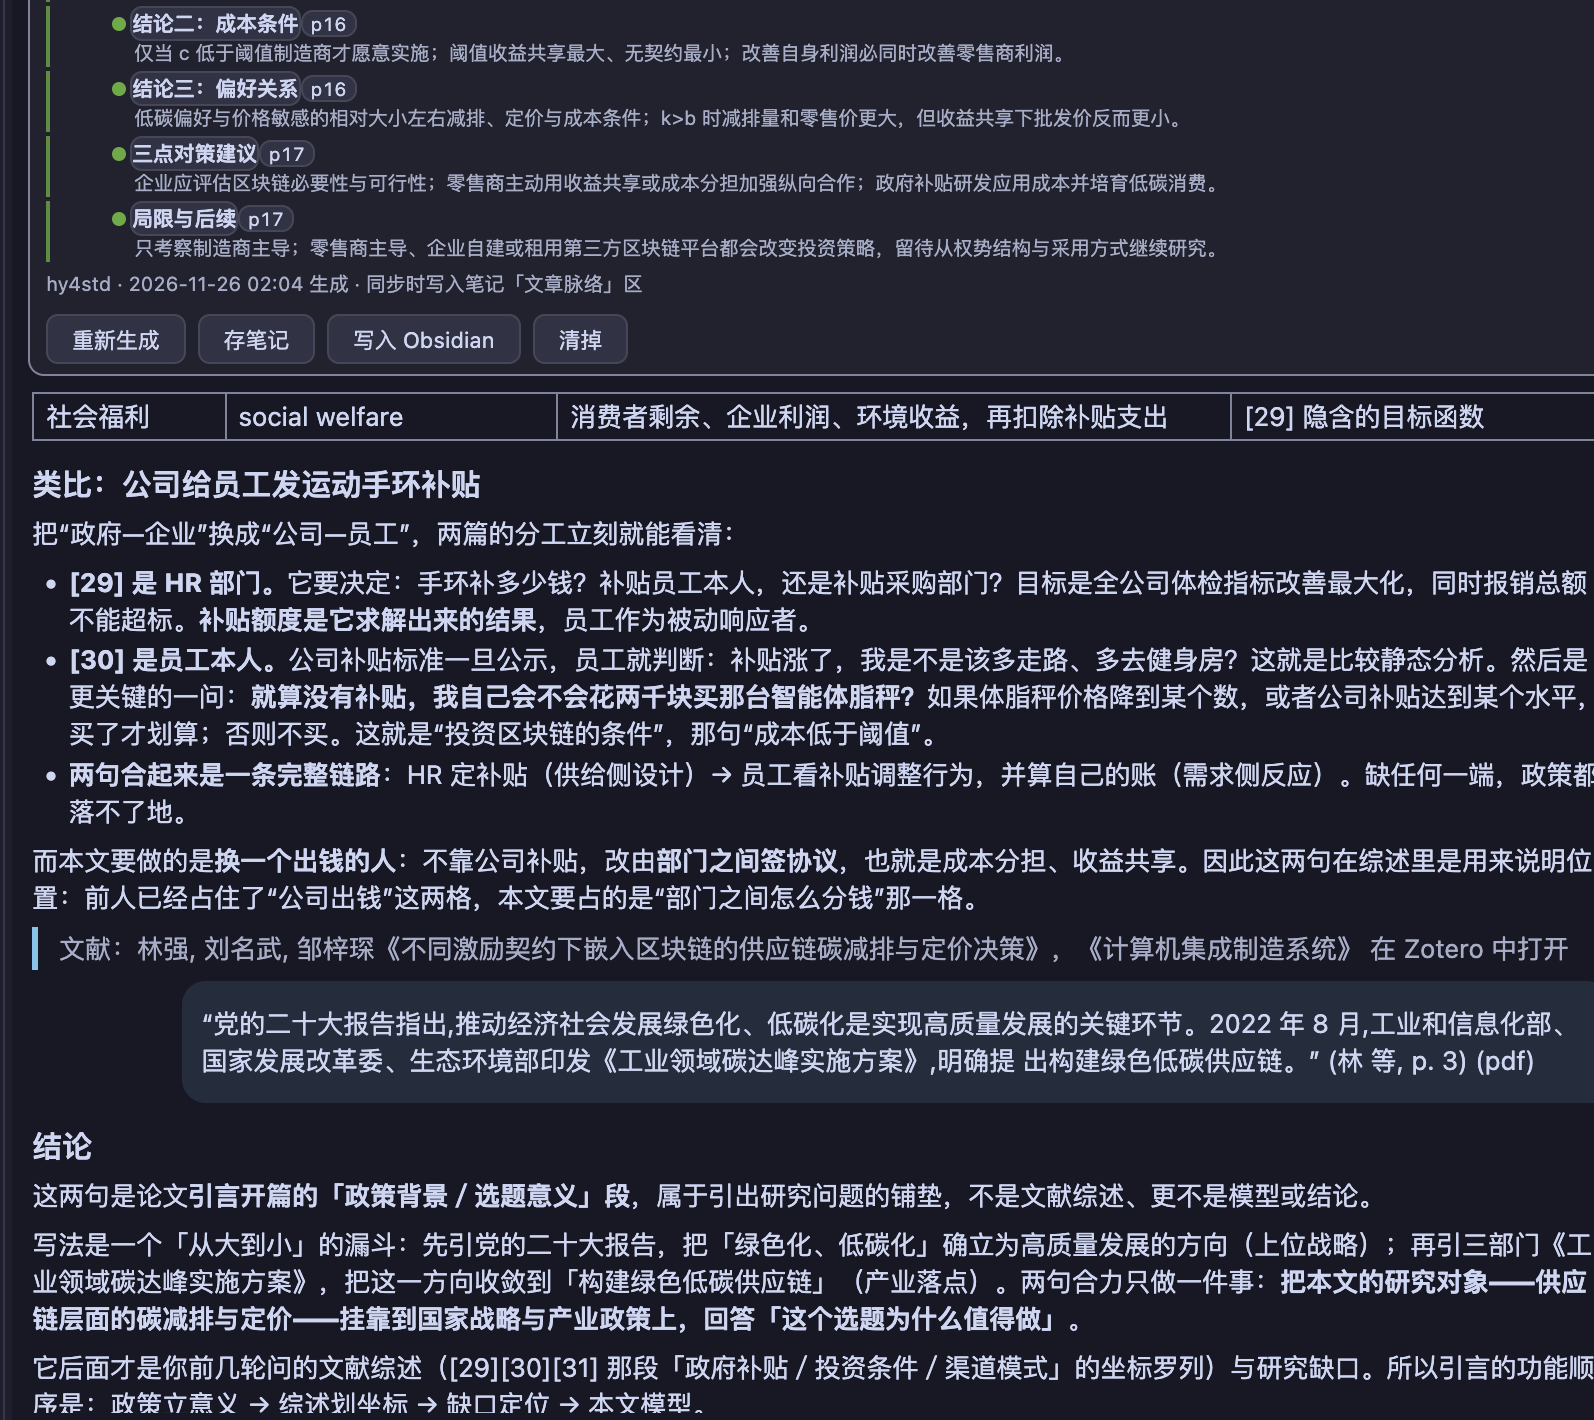 结论二：成本条件 p16
仅当 c 低于阈值制造商才愿意实施；阈值收益共享最大、无契约最小；改善自身利润必同时改善零售商利润。
结论三：偏好关系 p16
低碳偏好与价格敏感的相对大小左右减排、定价与成本条件；k>b 时减排量和零售价更大，但收益共享下批发价反而更小。
三点对策建议 p17
企业应评估区块链必要性与可行性；零售商主动用收益共享或成本分担加强纵向合作；政府补贴研发应用成本并培育低碳消费。
局限与后续 p17
只考察制造商主导；零售商主导、企业自建或租用第三方区块链平台都会改变投资策略，留待从权势结构与采用方式继续研究。
hy4std · 2026-11-26 02:04 生成 · 同步时写入笔记「文章脉络」区
重新生成 存笔记 写入 Obsidian 清掉
社会福利 social welfare 消费者剩余、企业利润、环境收益，再扣除补贴支出 [29] 隐含的目标函数
类比：公司给员工发运动手环补贴
把“政府—企业”换成“公司—员工”，两篇的分工立刻就能看清：
• [29] 是 HR 部门。它要决定：手环补多少钱？补贴员工本人，还是补贴采购部门？目标是全公司体检指标改善最大化，同时报销总额
不能超标。补贴额度是它求解出来的结果，员工作为被动响应者。
• [30] 是员工本人。公司补贴标准一旦公示，员工就判断：补贴涨了，我是不是该多走路、多去健身房？这就是比较静态分析。然后是
更关键的一问：就算没有补贴，我自己会不会花两千块买那台智能体脂秤？如果体脂秤价格降到某个数，或者公司补贴达到某个水平，
买了才划算；否则不买。这就是“投资区块链的条件”，那句“成本低于阈值”。
• 两句合起来是一条完整链路：HR 定补贴（供给侧设计）→ 员工看补贴调整行为，并算自己的账（需求侧反应）。缺任何一端，政策都
落不了地。
而本文要做的是换一个出钱的人：不靠公司补贴，改由部门之间签协议，也就是成本分担、收益共享。因此这两句在综述里是用来说明位
置：前人已经占住了“公司出钱”这两格，本文要占的是“部门之间怎么分钱”那一格。
文献：林强, 刘名武, 邹梓琛《不同激励契约下嵌入区块链的供应链碳减排与定价决策》，《计算机集成制造系统》 在 Zotero 中打开
“党的二十大报告指出,推动经济社会发展绿色化、低碳化是实现高质量发展的关键环节。2022 年 8 月,工业和信息化部、
国家发展改革委、生态环境部印发《工业领域碳达峰实施方案》,明确提 出构建绿色低碳供应链。” (林 等, p. 3) (pdf)
结论
这两句是论文引言开篇的「政策背景 / 选题意义」段，属于引出研究问题的铺垫，不是文献综述、更不是模型或结论。
写法是一个「从大到小」的漏斗：先引党的二十大报告，把「绿色化、低碳化」确立为高质量发展的方向（上位战略）；再引三部门《工
业领域碳达峰实施方案》，把这一方向收敛到「构建绿色低碳供应链」（产业落点）。两句合力只做一件事：把本文的研究对象——供应
链层面的碳减排与定价——挂靠到国家战略与产业政策上，回答「这个选题为什么值得做」。
它后面才是你前几轮问的文献综述（[29][30][31] 那段「政府补贴 / 投资条件 / 渠道模式」的坐标罗列）与研究缺口。所以引言的功能顺
序是：政策立意义 → 综述划坐标 → 缺口定位 → 本文模型。